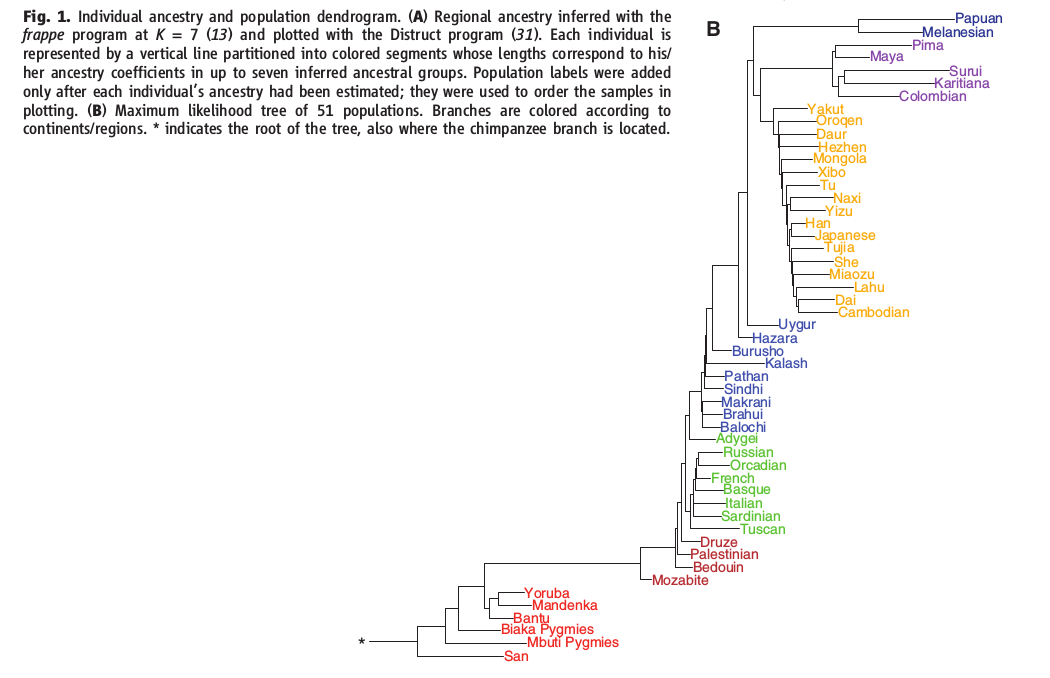 Fig. 1. Individual ancestry and population dendrogram. (A) Regional ancestry inferred with the
frappe program at K = 7 (13) and plotted with the Distruct program (31). Each individual is
represented by a vertical line partitioned into colored segments whose lengths correspond to his/
her ancestry coefficients in up to seven inferred ancestral groups. Population labels were added
only after each individual's ancestry had been estimated; they were used to order the samples in
plotting. (B) Maximum likelihood tree of 51 populations. Branches are colored according to
continents/regions. * indicates the root of the tree, also where the chimpanzee branch is located.
B
Papuan
Melanesian
Pima
Maya
Surui
Karitiana
Colombian
Yakut
Oroqen
Daur
Hezhen
Mongola
Xibo
Tu
Naxi
Yizu
Han
Japanese
Tujia
She
Miaozu
Lahu
Dai
Cambodian
Uygur
Hazara
Burusho
Kalash
Pathan
Sindhi
Makrani
Brahui
Balochi
Adygei
Russian
Orcadian
French
Basque
Italian
Sardinian
Tuscan
Druze
Palestinian
Bedouin
Mozabite
Yoruba
Mandenka
Bantu
Biaka Pygmies
Mbuti Pygmies
*
San